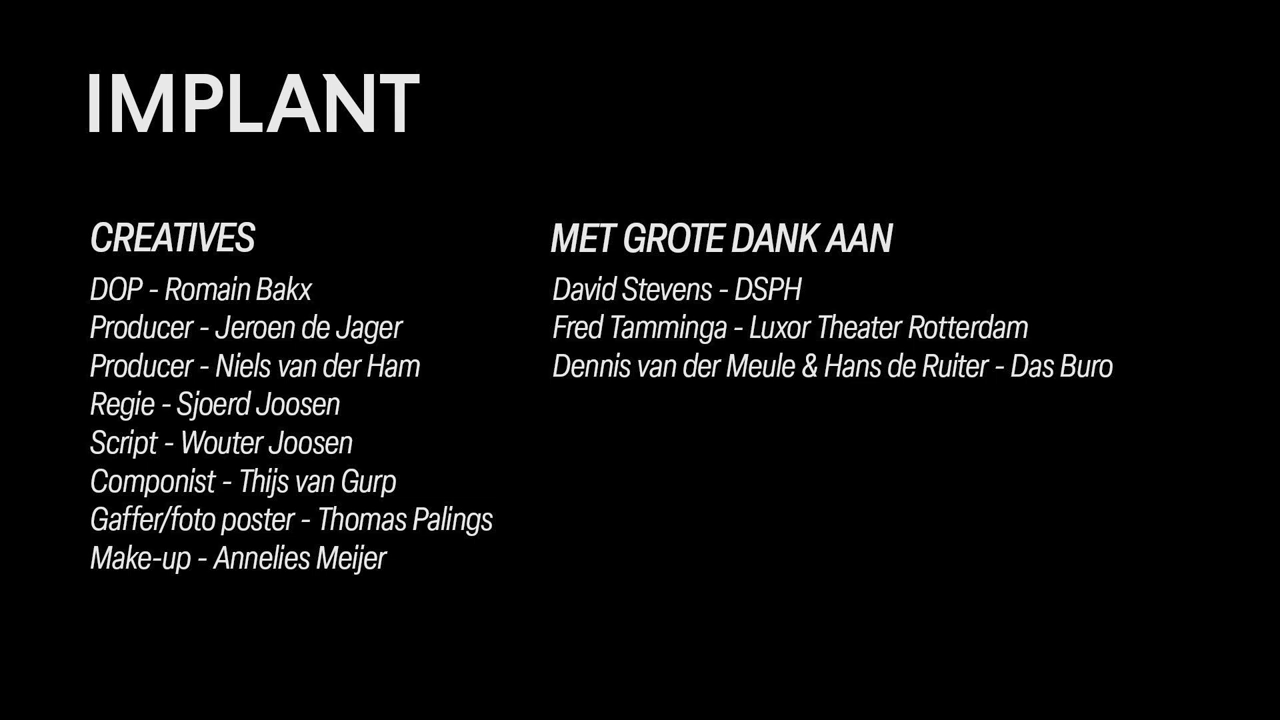 IMPLANT
CREATIVES
DOP - Romain Bakx
Producer - Jeroen de Jager
Producer - Niels van der Ham
Regie - Sjoerd Joosen
Script - Wouter Joosen
Componist - Thijs van Gurp
Gaffer/foto poster - Thomas Palings
Make-up - Annelies Meijer
MET GROTE DANK AAN
David Stevens - DSPH
Fred Tamminga - Luxor Theater Rotterdam
Dennis van der Meule & Hans de Ruiter - Das Buro